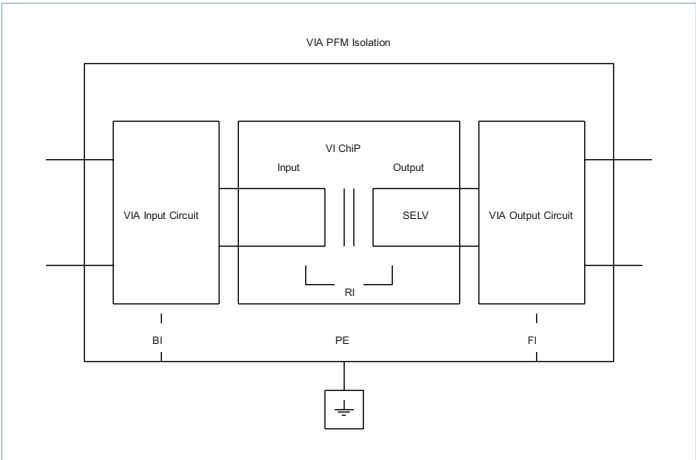 VIA PFM Isolation
VI ChiP
Input
Output
VIA Input Circuit
SELV
VIA Output Circuit
RI
BI
PE
FI